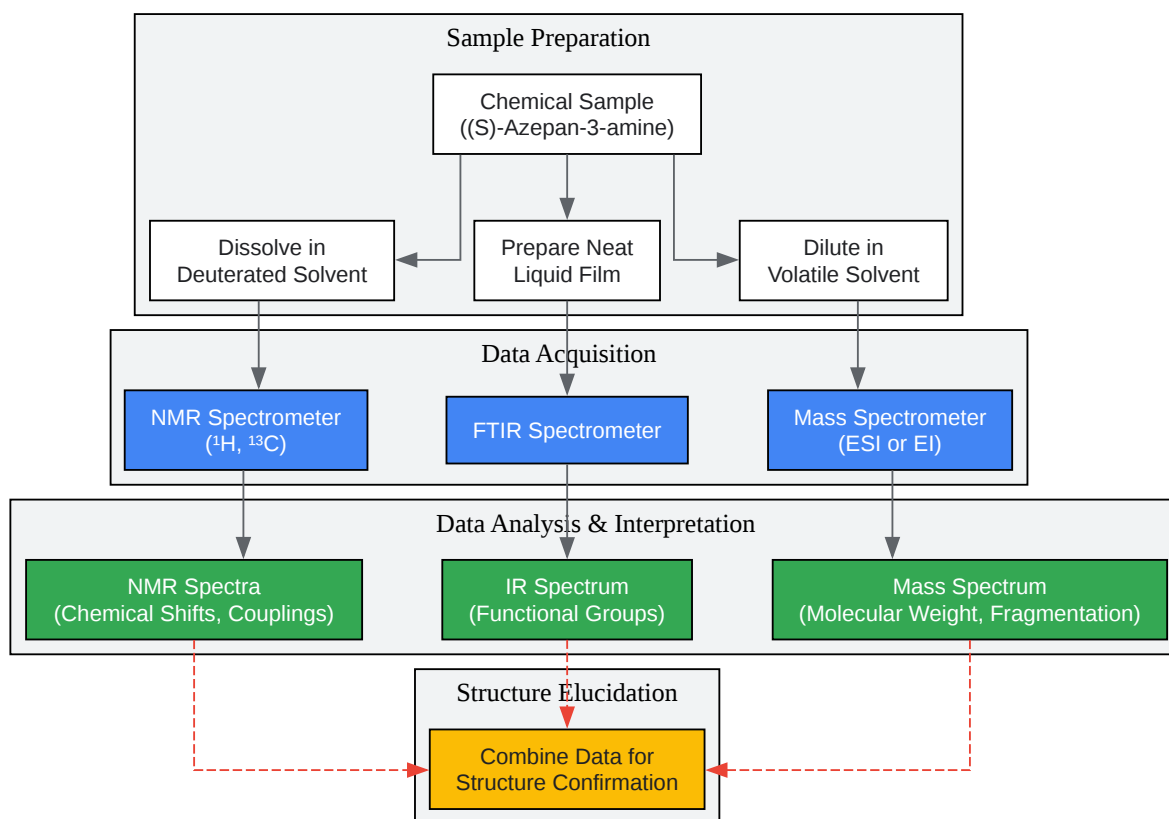 Sample Preparation
Chemical Sample
((S)-Azepan-3-amine)
Dissolve in
Deuterated Solvent
Prepare Neat
Liquid Film
Dilute in
Volatile Solvent
Data Acquisition
NMR Spectrometer
(¹H, ¹³C)
FTIR Spectrometer
Mass Spectrometer
(ESI or EI)
Data Analysis & Interpretation
NMR Spectra
(Chemical Shifts, Couplings)
IR Spectrum
(Functional Groups)
Mass Spectrum
(Molecular Weight, Fragmentation)
Structure Elucidation
Combine Data for
Structure Confirmation